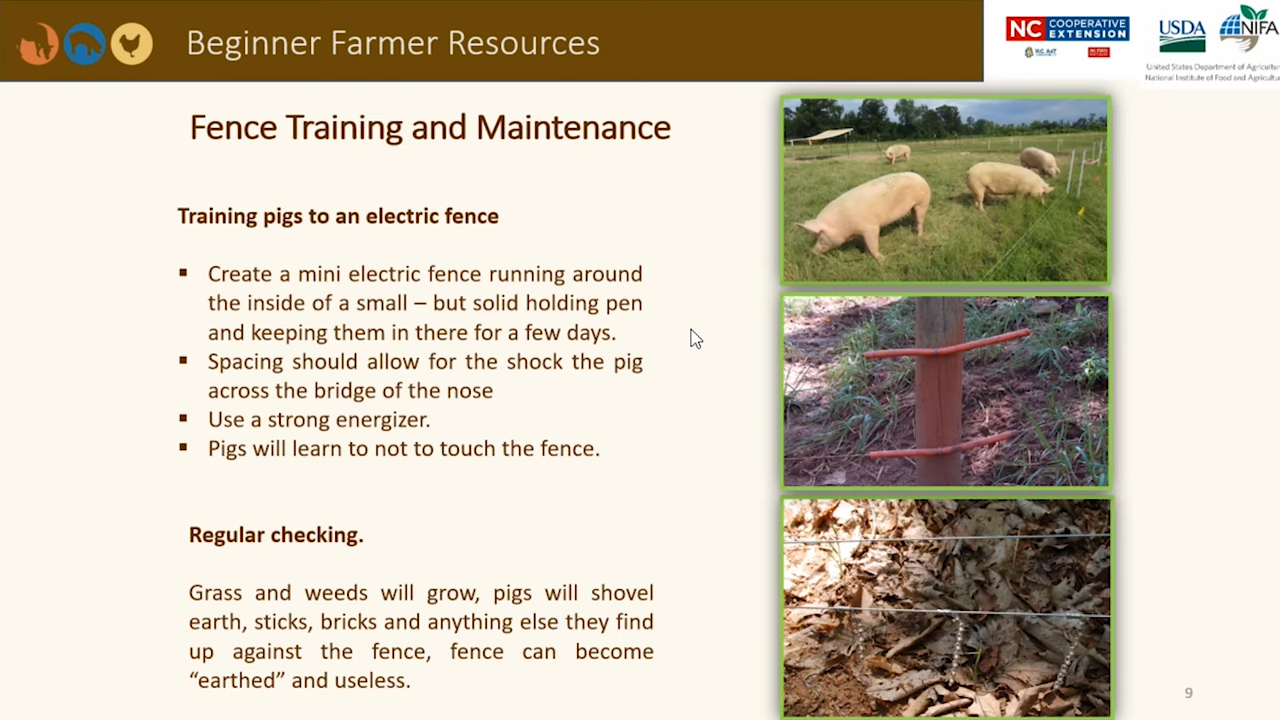 Beginner Farmer Resources
NC COOPERATIVE EXTENSION
USDA
NIFA
United States Department of Agricultu
National Institute of Food and Agricultu
Fence Training and Maintenance
Training pigs to an electric fence
▪ Create a mini electric fence running around
the inside of a small – but solid holding pen
and keeping them in there for a few days.
▪ Spacing should allow for the shock the pig
across the bridge of the nose
▪ Use a strong energizer.
▪ Pigs will learn to not to touch the fence.
Regular checking.
Grass and weeds will grow, pigs will shovel
earth, sticks, bricks and anything else they find
up against the fence, fence can become
“earthed” and useless.
9